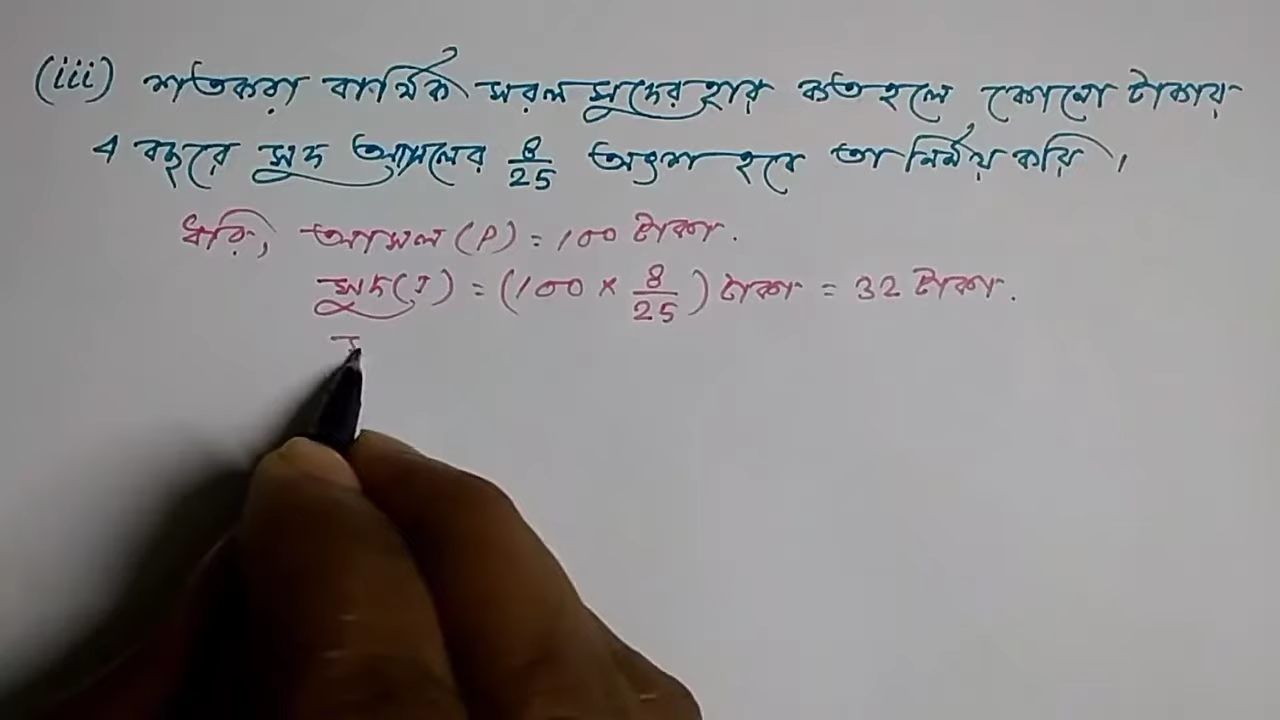 (iii) শতকরা বার্ষিক সরল সুদের হার কত হলে কোনো টাকায়
4 বছরে সুদ আসলের 8/25 অংশ হবে তা নির্ণয় করি।
ধরি, আসল (P) = 100 টাকা.
সুদ (I) = (100 × 8/25) টাকা = 32 টাকা.